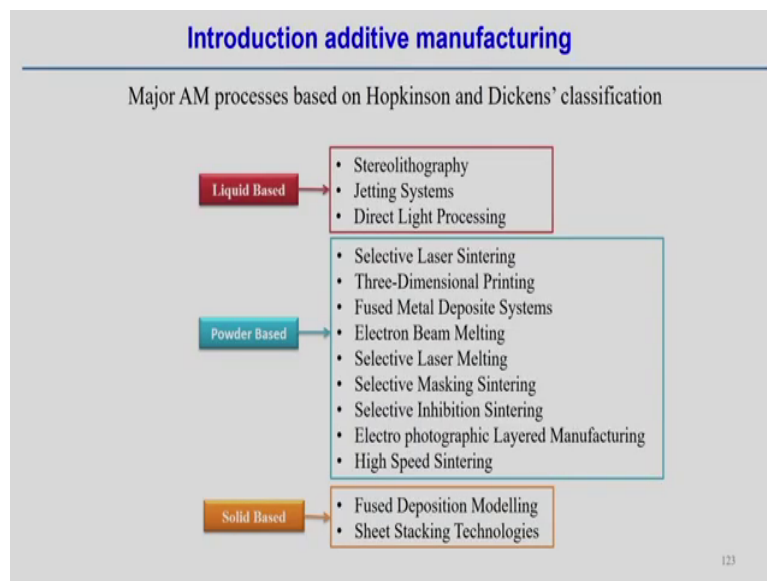 Introduction additive manufacturing
Major AM processes based on Hopkinson and Dickens' classification
Liquid Based
• Stereolithography
• Jetting Systems
• Direct Light Processing
Powder Based
• Selective Laser Sintering
• Three-Dimensional Printing
• Fused Metal Deposite Systems
• Electron Beam Melting
• Selective Laser Melting
• Selective Masking Sintering
• Selective Inhibition Sintering
• Electro photographic Layered Manufacturing
• High Speed Sintering
Solid Based
• Fused Deposition Modelling
• Sheet Stacking Technologies
123